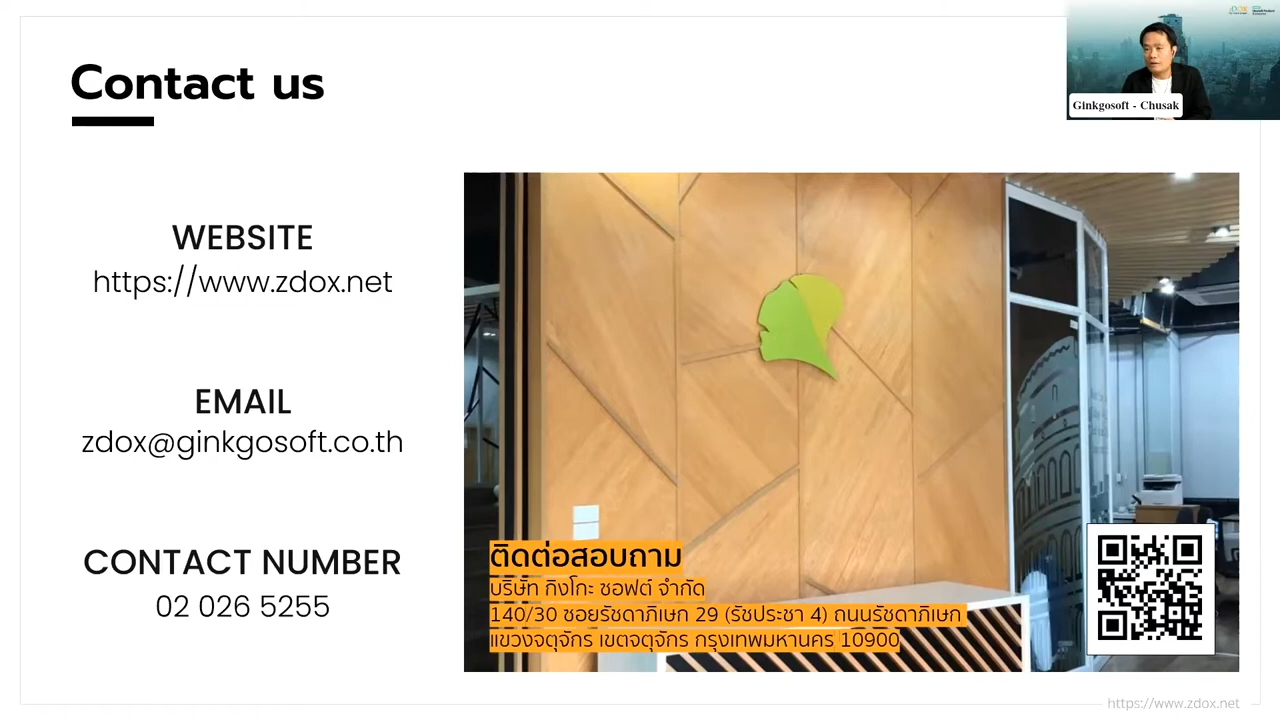 Contact us
Ginkgosoft - Chusak
WEBSITE
https://www.zdox.net
EMAIL
zdox@ginkgosoft.co.th
CONTACT NUMBER
02 026 5255
ติดต่อสอบถาม
บริษัท กิงโกะ ซอฟต์ จำกัด
140/30 ซอยรัชดาภิเษก 29 (รัชประชา 4) ถนนรัชดาภิเษก
แขวงจตุจักร เขตจตุจักร กรุงเทพมหานคร 10900
https://www.zdox.net